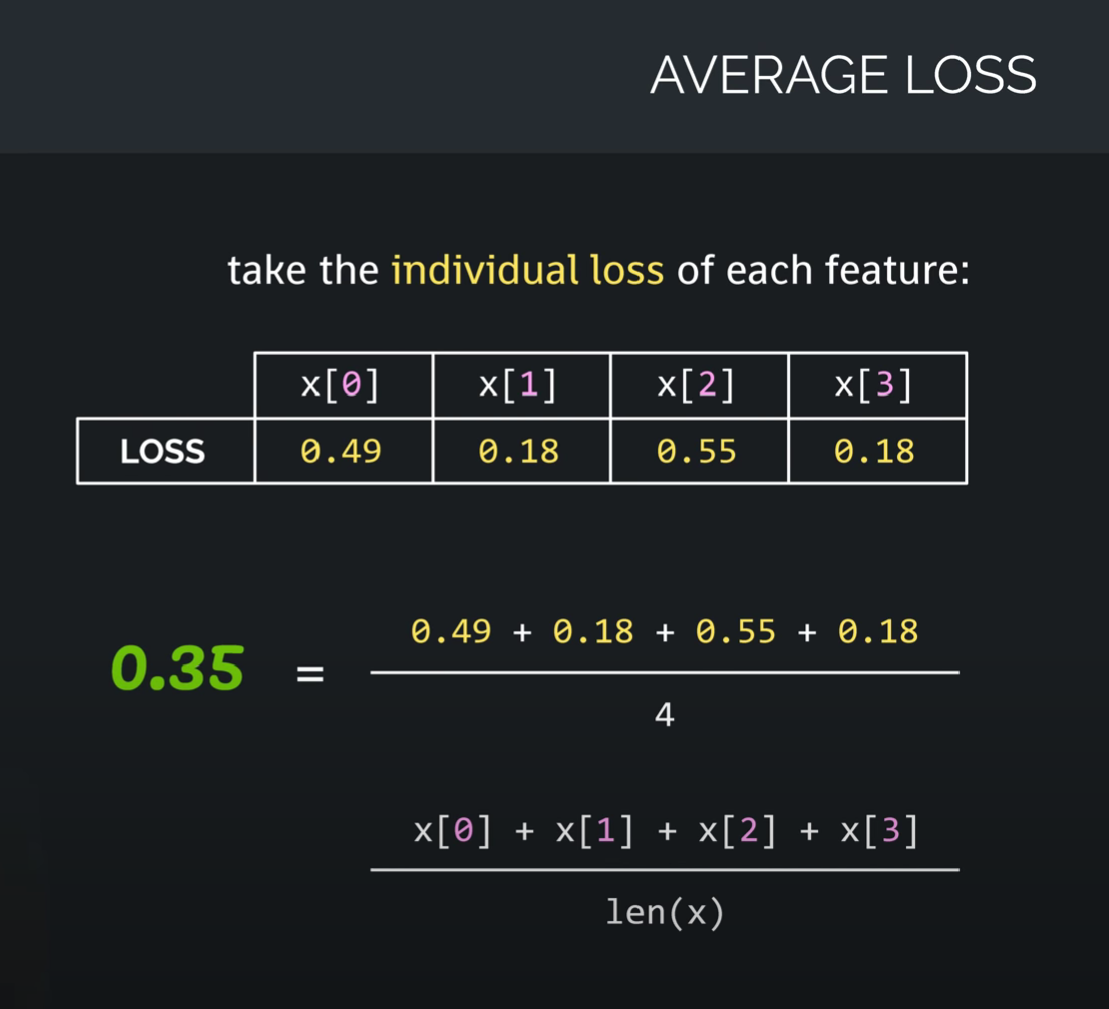 AVERAGE LOSS
take the individual loss of each feature:
x[0] x[1] x[2] x[3]
LOSS 0.49 0.18 0.55 0.18
0.49 + 0.18 + 0.55 + 0.18
0.35 =
4
x[0] + x[1] + x[2] + x[3]
len(x)